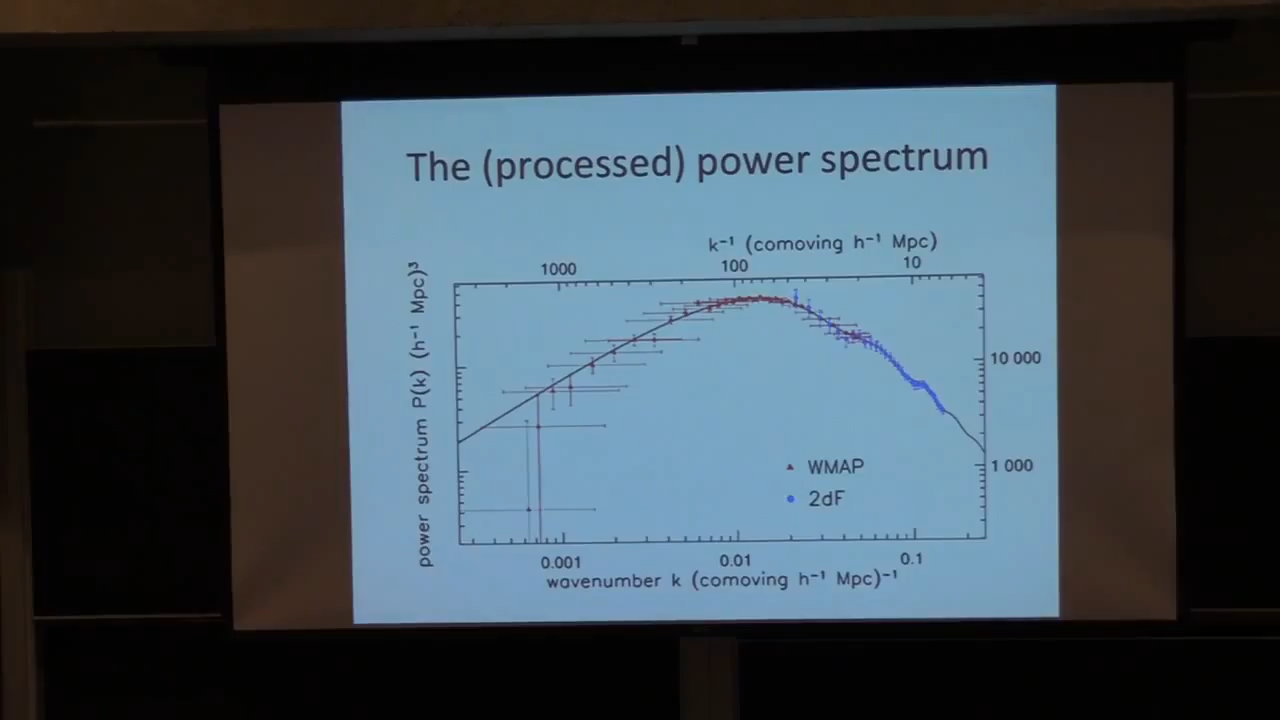 The (processed) power spectrum
k⁻¹ (comoving h⁻¹ Mpc)
1000 100 10
power spectrum P(k) (h⁻¹ Mpc)³
10 000
1 000
WMAP
2dF
0.001 0.01 0.1
wavenumber k (comoving h⁻¹ Mpc)⁻¹